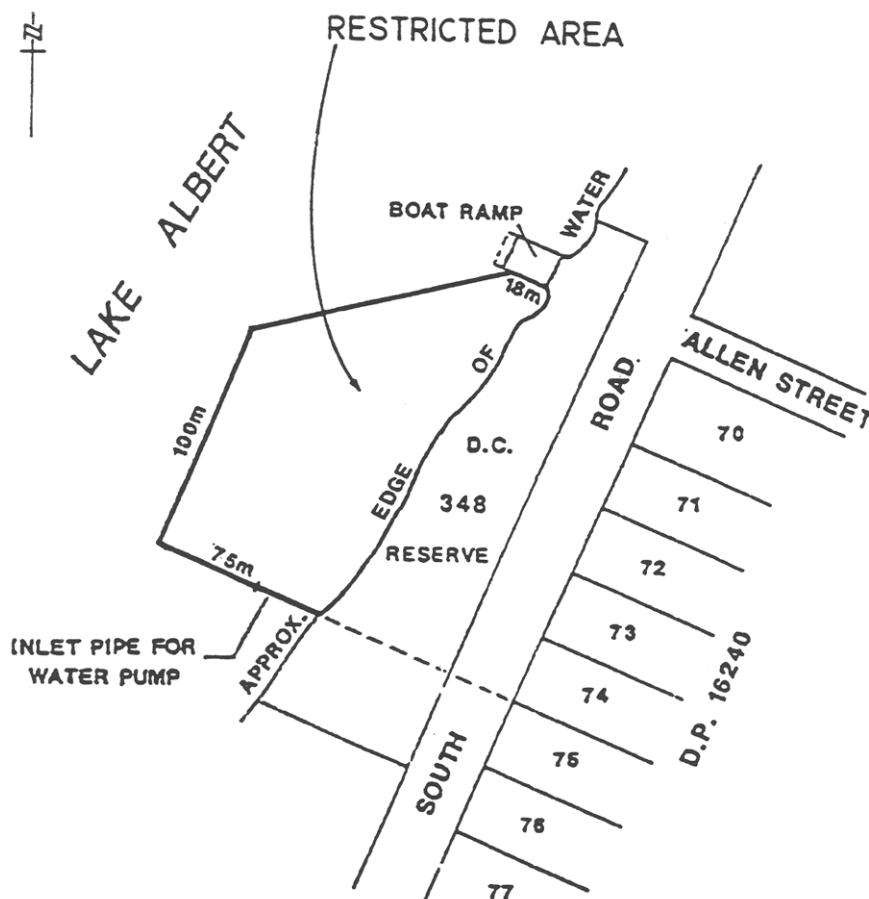 N
RESTRICTED AREA
LAKE ALBERT
BOAT RAMP
WATER
18m
ALLEN STREET
OF
ROAD
100m
70
D.C.
71
EDGE
348
72
RESERVE
75m
73
INLET PIPE FOR
WATER PUMP
APPROX.
74
D.P. 16240
75
SOUTH
76
77